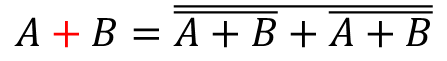 $A + B = \overline{\overline{A + B} + \overline{A + B}}$